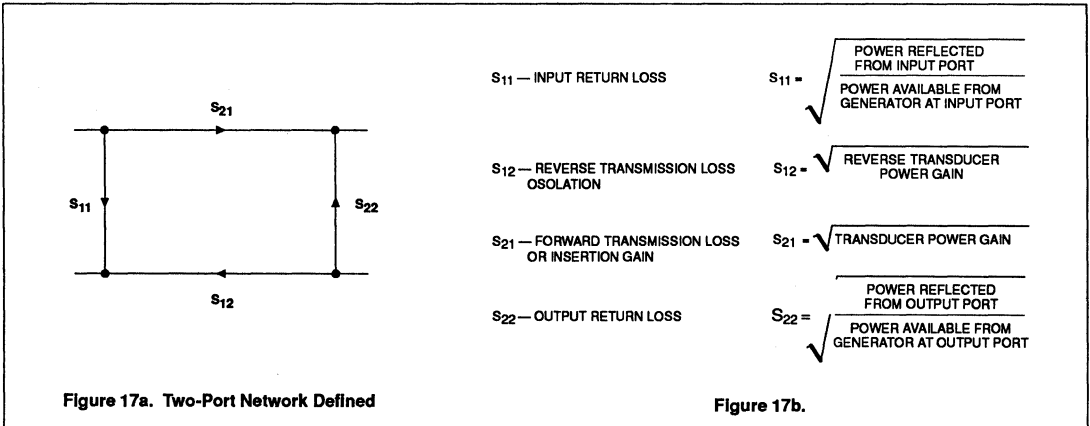 S21
S11
S22
S12
Figure 17a. Two-Port Network Defined
S11 — INPUT RETURN LOSS
S11 = √ POWER REFLECTED
FROM INPUT PORT
POWER AVAILABLE FROM
GENERATOR AT INPUT PORT
S12 — REVERSE TRANSMISSION LOSS
OSOLATION
S12 = √ REVERSE TRANSDUCER
POWER GAIN
S21 — FORWARD TRANSMISSION LOSS
OR INSERTION GAIN
S21 = √ TRANSDUCER POWER GAIN
S22 — OUTPUT RETURN LOSS
S22 = √ POWER REFLECTED
FROM OUTPUT PORT
POWER AVAILABLE FROM
GENERATOR AT OUTPUT PORT
Figure 17b.